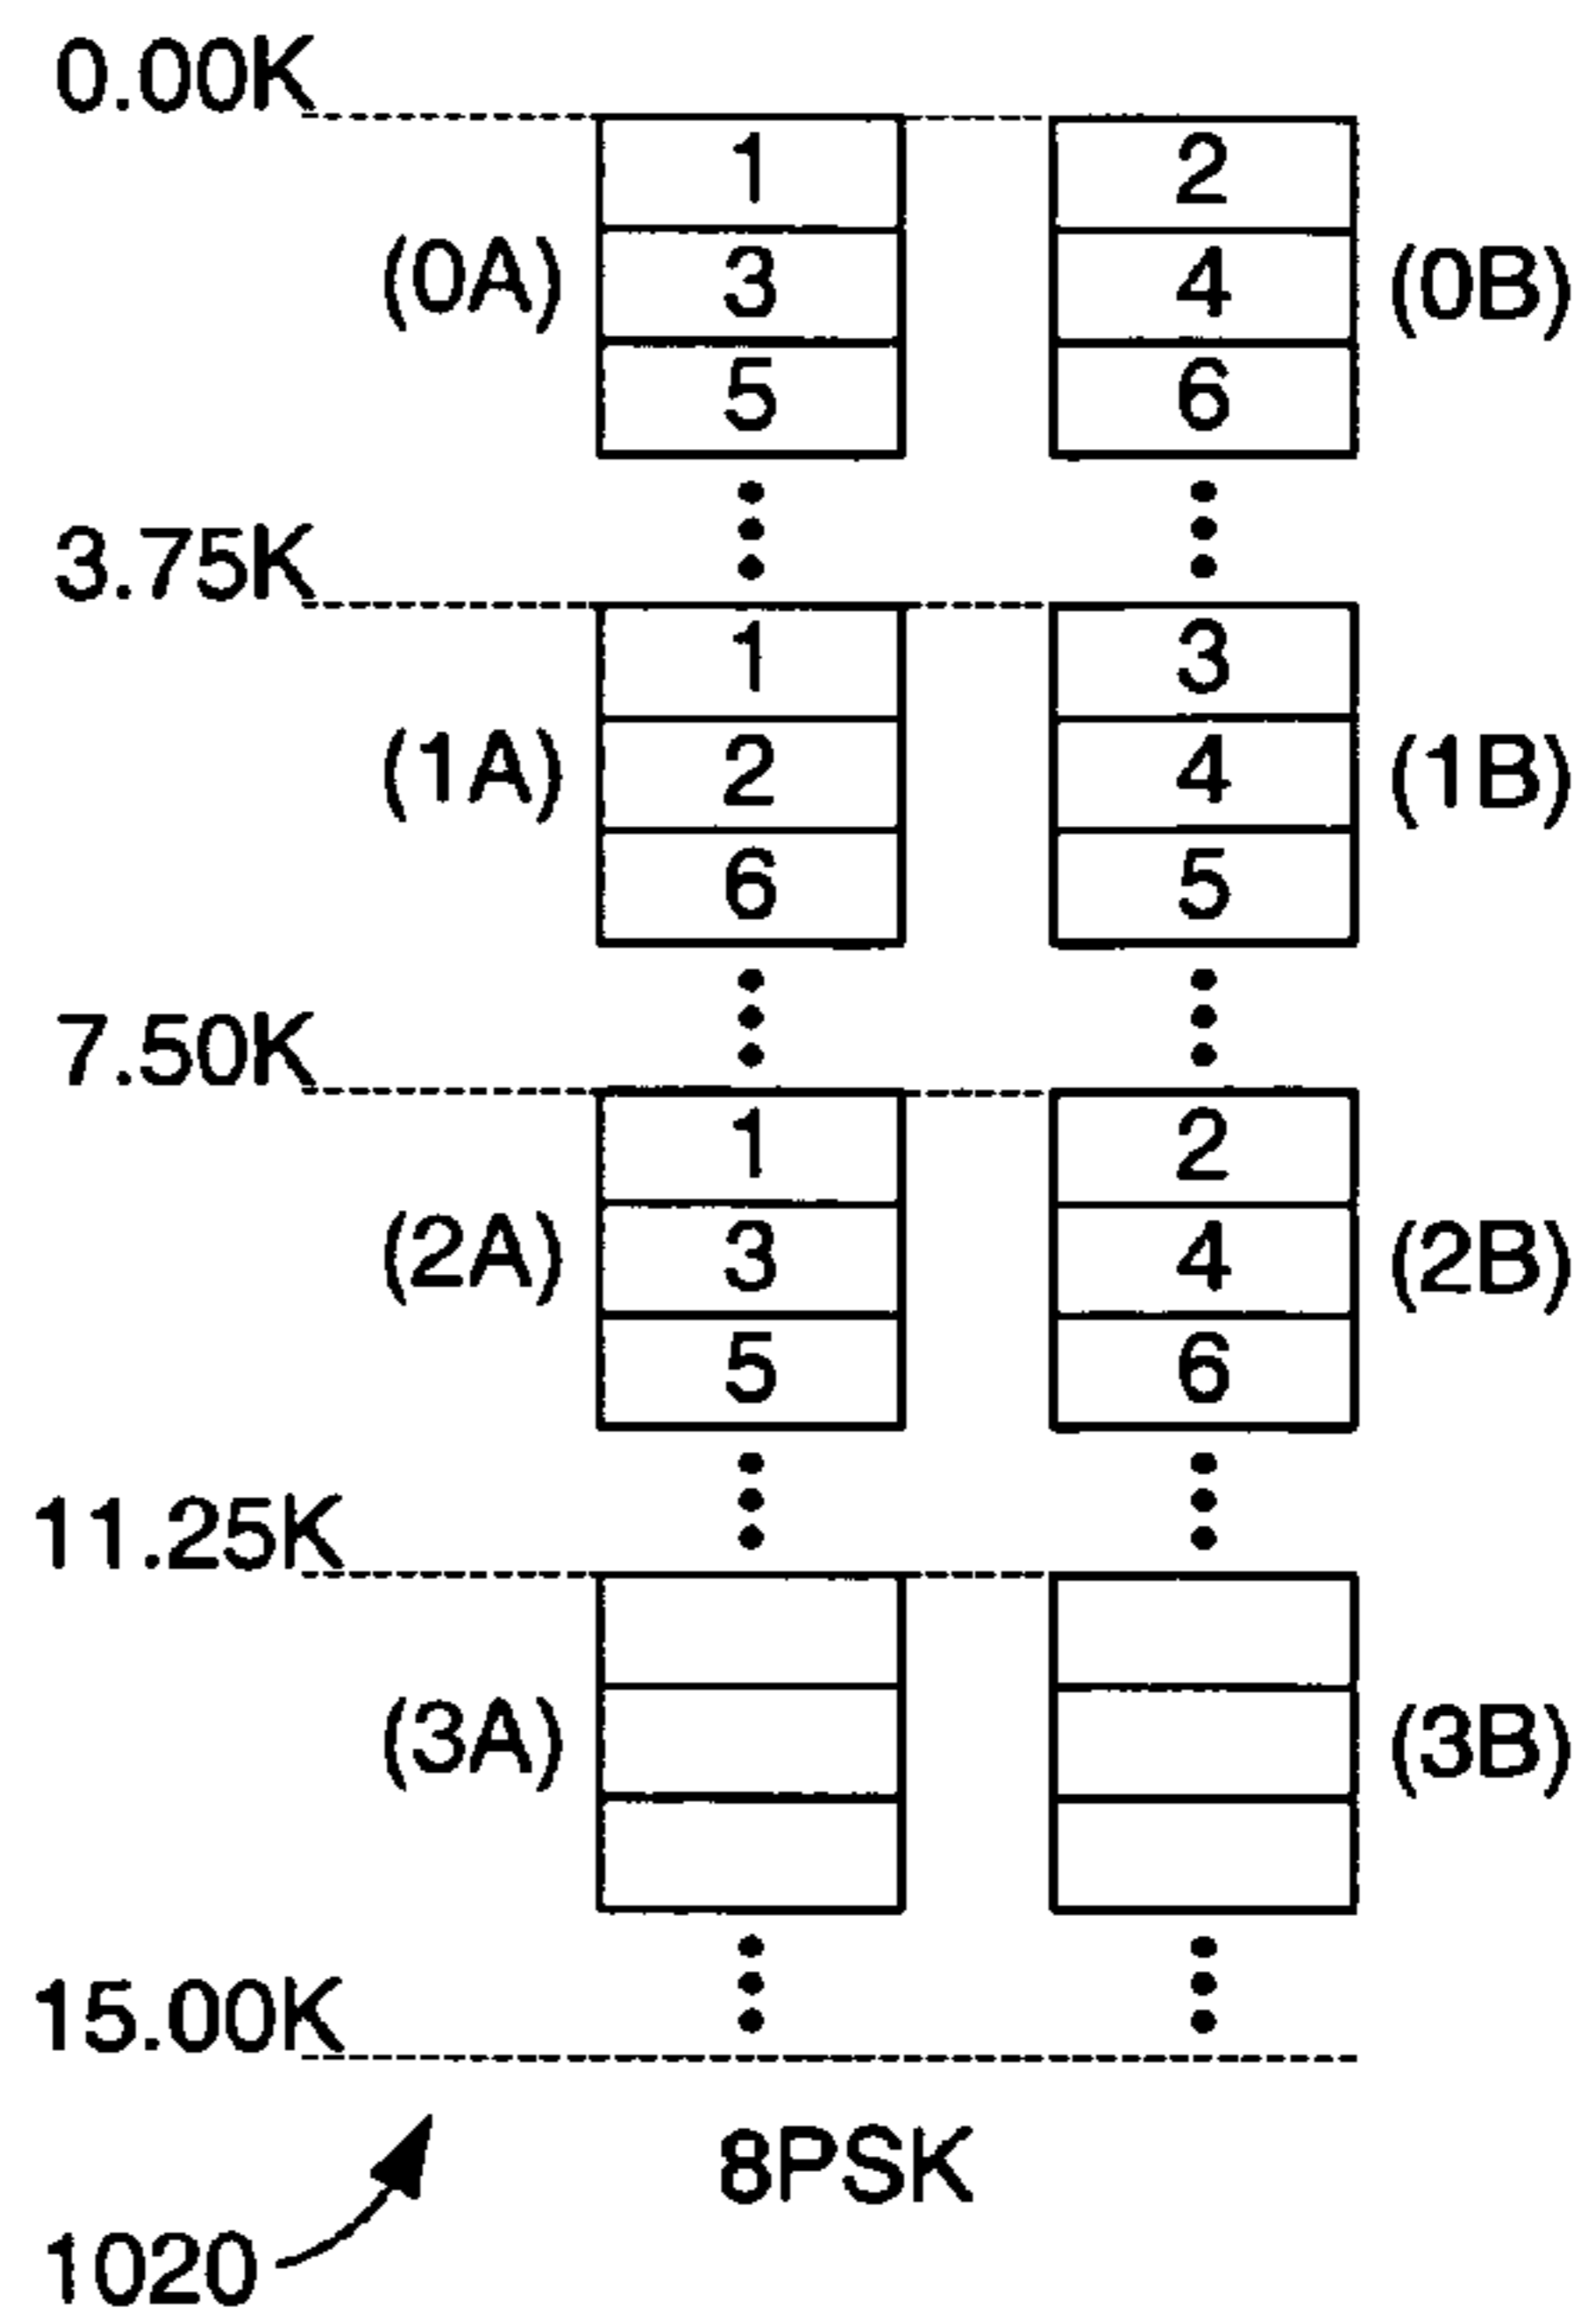 0.00K
1 2
(0A) 3 4 (0B)
5 6
3.75K
1 3
(1A) 2 4 (1B)
6 5
7.50K
1 2
(2A) 3 4 (2B)
5 6
11.25K
(3A) (3B)
15.00K
8PSK
1020